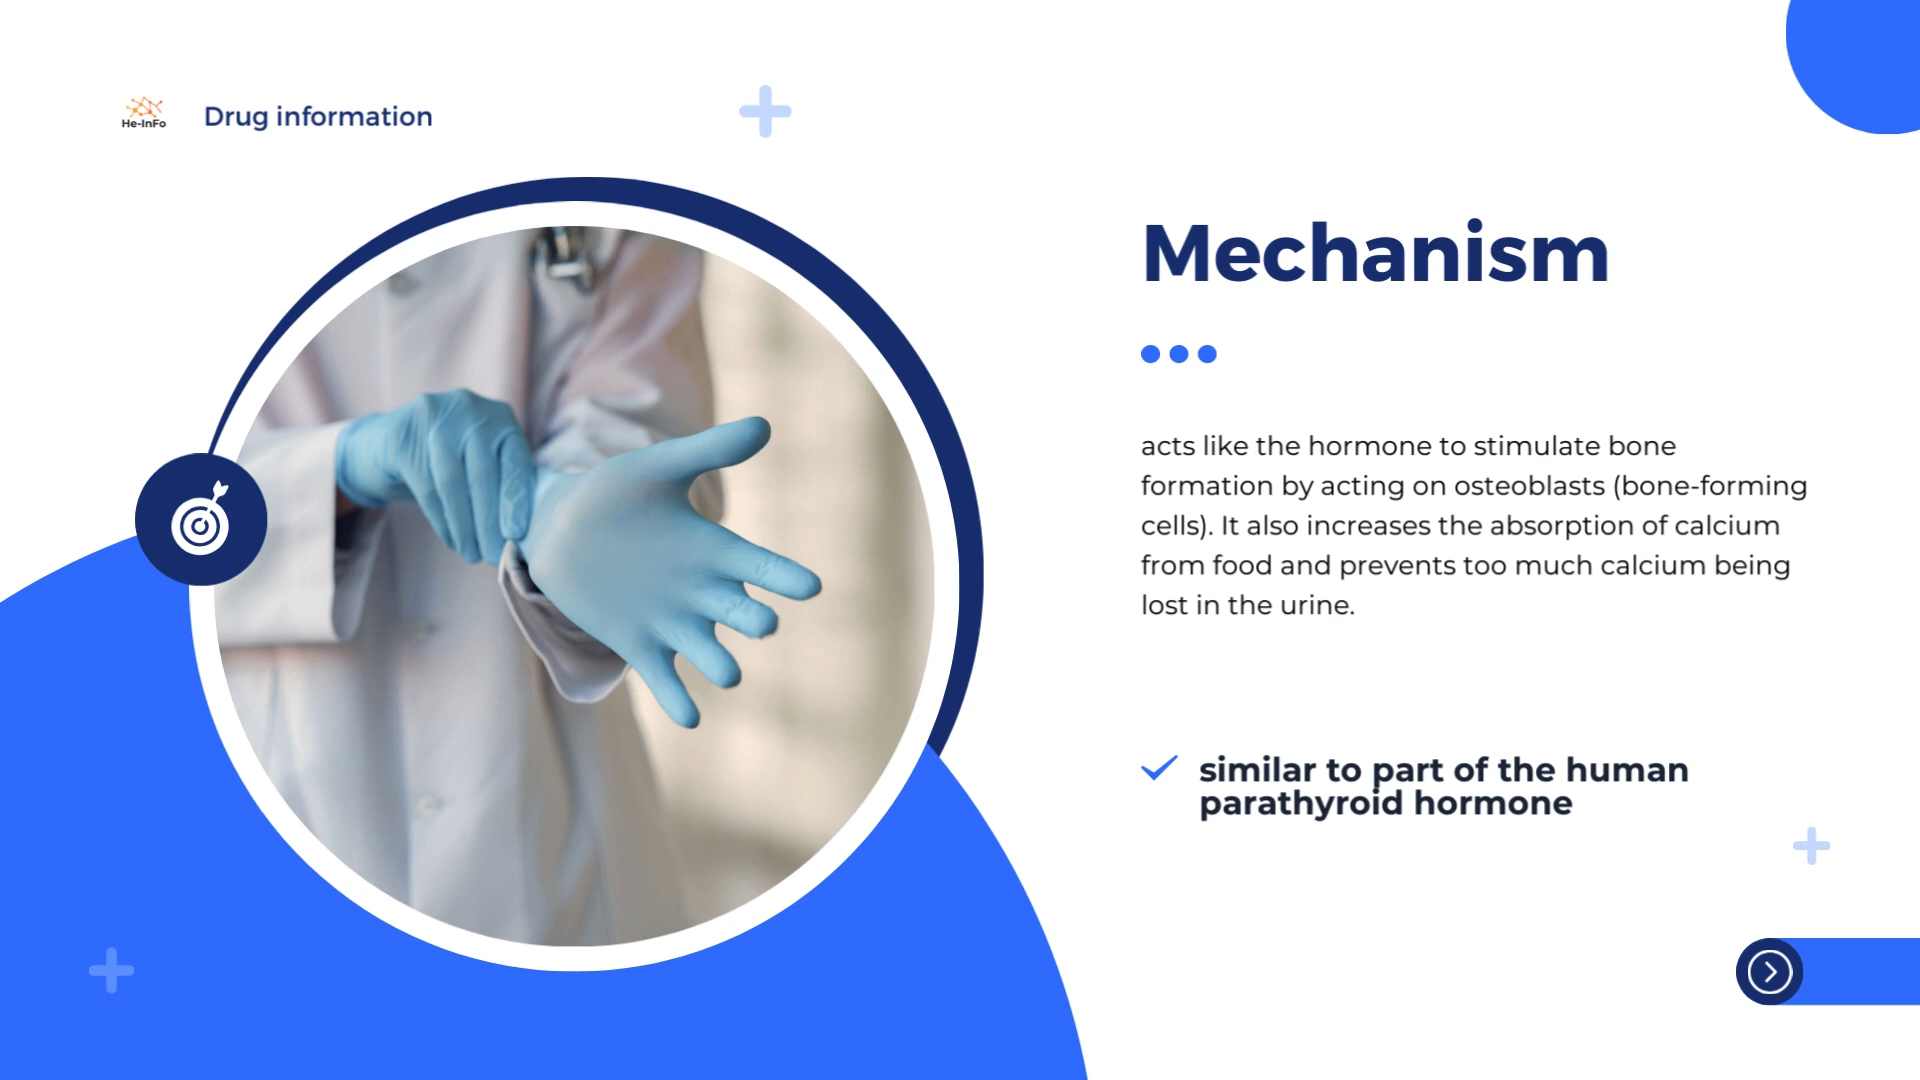 He-InFo
Drug information
Mechanism
acts like the hormone to stimulate bone
formation by acting on osteoblasts (bone-forming
cells). It also increases the absorption of calcium
from food and prevents too much calcium being
lost in the urine.
similar to part of the human
parathyroid hormone